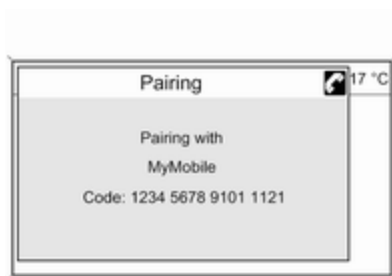 Pairing
17 °C
Pairing with
MyMobile
Code: 1234 5678 9101 1121